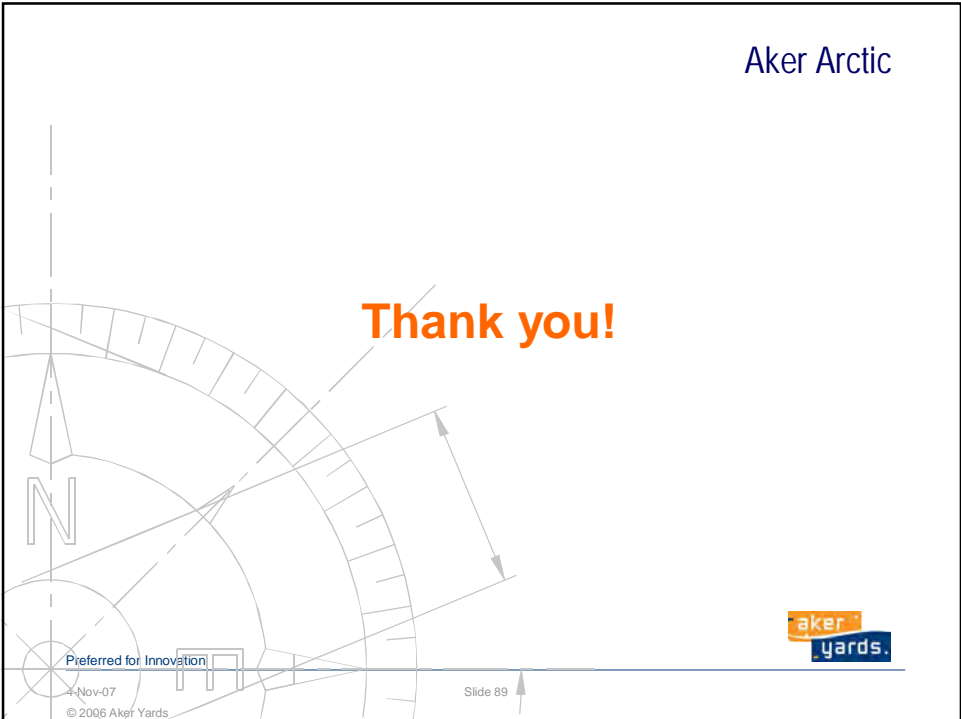 Aker Arctic
Thank you!
N
E
aker
yards.
Preferred for Innovation
4-Nov-07
Slide 89
© 2006 Aker Yards